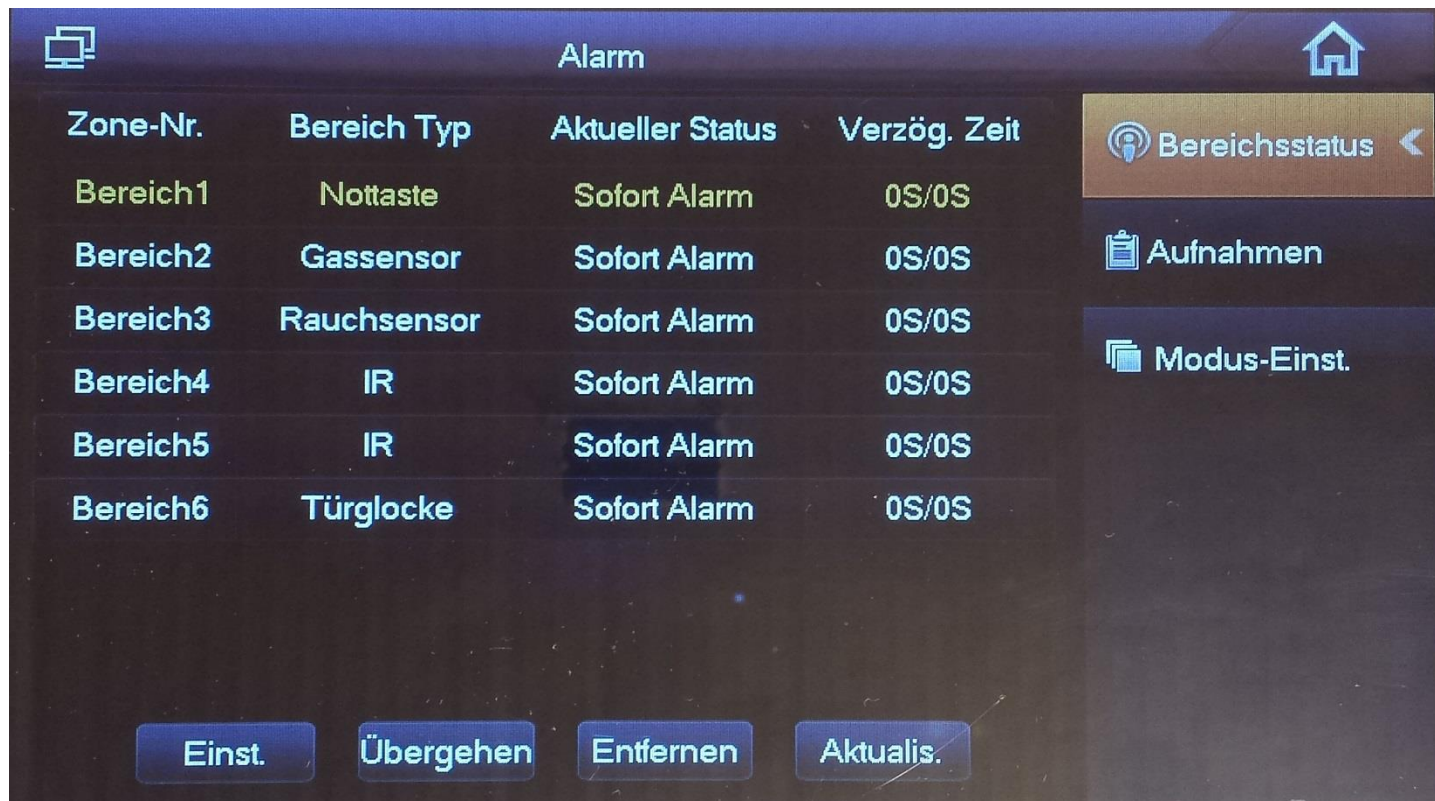 Alarm
Zone-Nr. Bereich Typ Aktueller Status Verzög. Zeit
Bereich1 Nottaste Sofort Alarm 0S/0S
Bereich2 Gassensor Sofort Alarm 0S/0S
Bereich3 Rauchsensor Sofort Alarm 0S/0S
Bereich4 IR Sofort Alarm 0S/0S
Bereich5 IR Sofort Alarm 0S/0S
Bereich6 Türglocke Sofort Alarm 0S/0S
Einst. Übergehen Entfernen Aktualis.
Bereichsstatus
Aufnahmen
Modus-Einst.